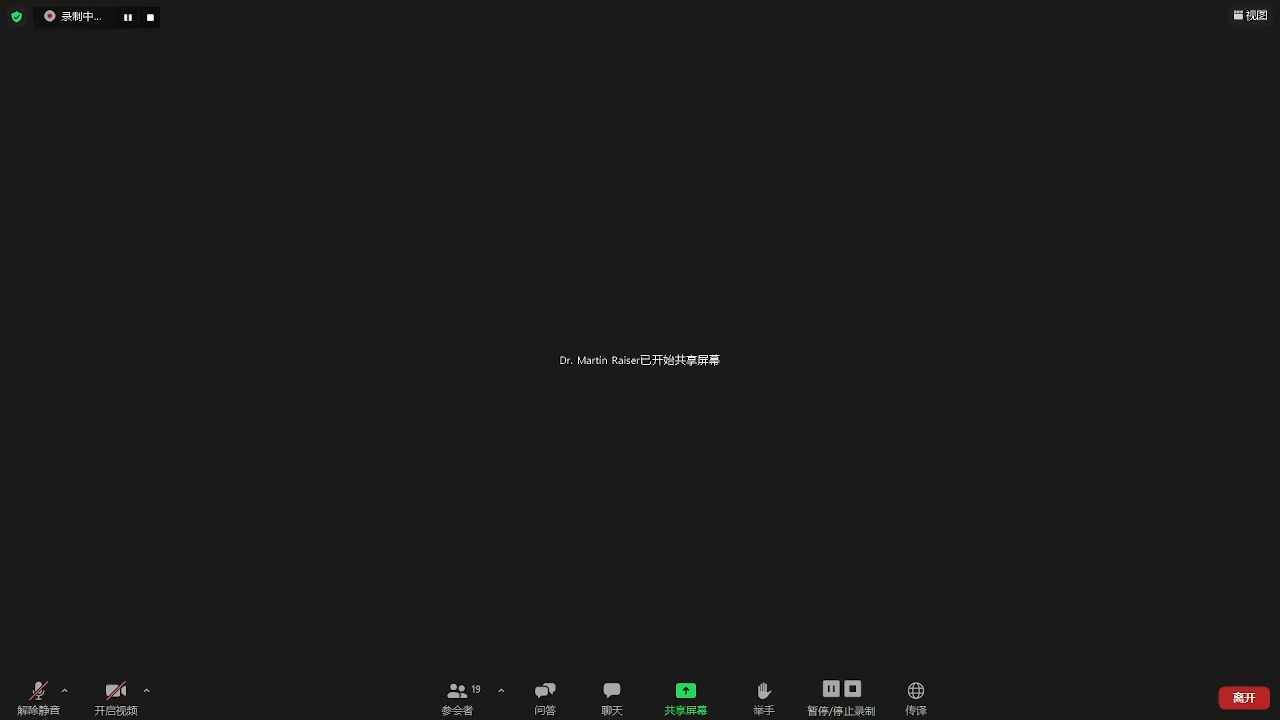 录制中...
视图
Dr. Martin Raiser已开始共享屏幕
19
解除静音
开启视频
参会者
问答
聊天
共享屏幕
举手
暂停/停止录制
传译
离开